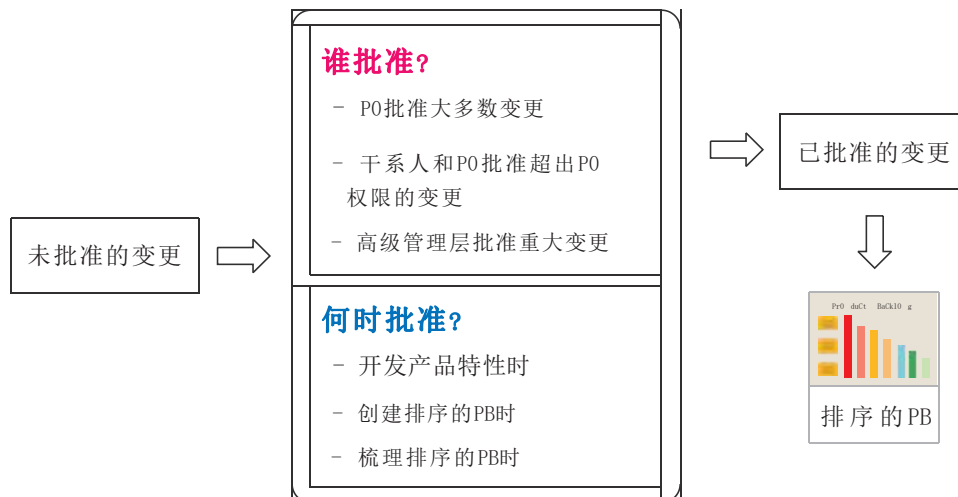 谁批准?
- PO批准大多数变更
- 干系人和PO批准超出PO
权限的变更
- 高级管理层批准重大变更
未批准的变更
何时批准?
- 开发产品特性时
- 创建排序的PB时
- 梳理排序的PB时
已批准的变更
Pr0 duCt BaCk10 g
排序的PB